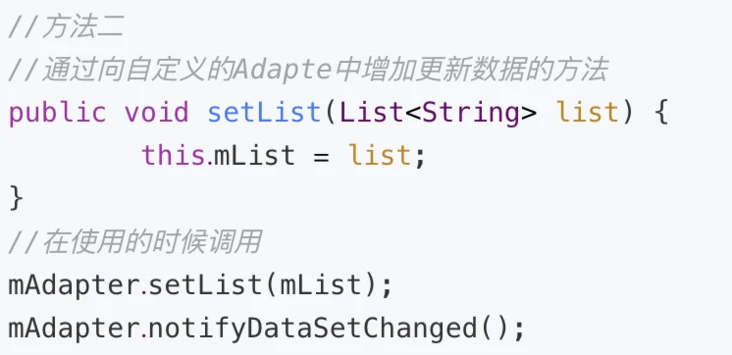 //方法二
//通过向自定义的Adapte中增加更新数据的方法
public void setList(List<String> list) {
        this.mList = list;
}
//在使用的时候调用
mAdapter.setList(mList);
mAdapter.notifyDataSetChanged();